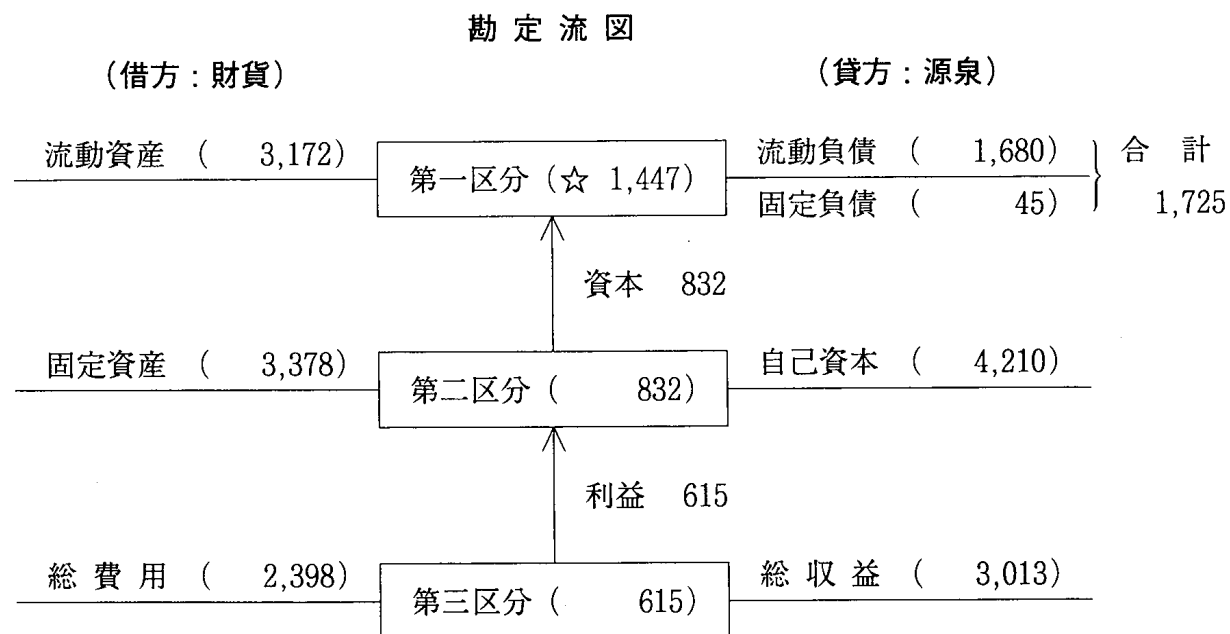 勘定流図
(借方：財貨) (貸方：源泉)
流動資産 ( 3,172) 第一区分 (☆ 1,447) 流動負債 ( 1,680) 合計
固定負債 ( 45) 1,725
資本 832
固定資産 ( 3,378) 第二区分 ( 832) 自己資本 ( 4,210)
利益 615
総費用 ( 2,398) 第三区分 ( 615) 総収益 ( 3,013)